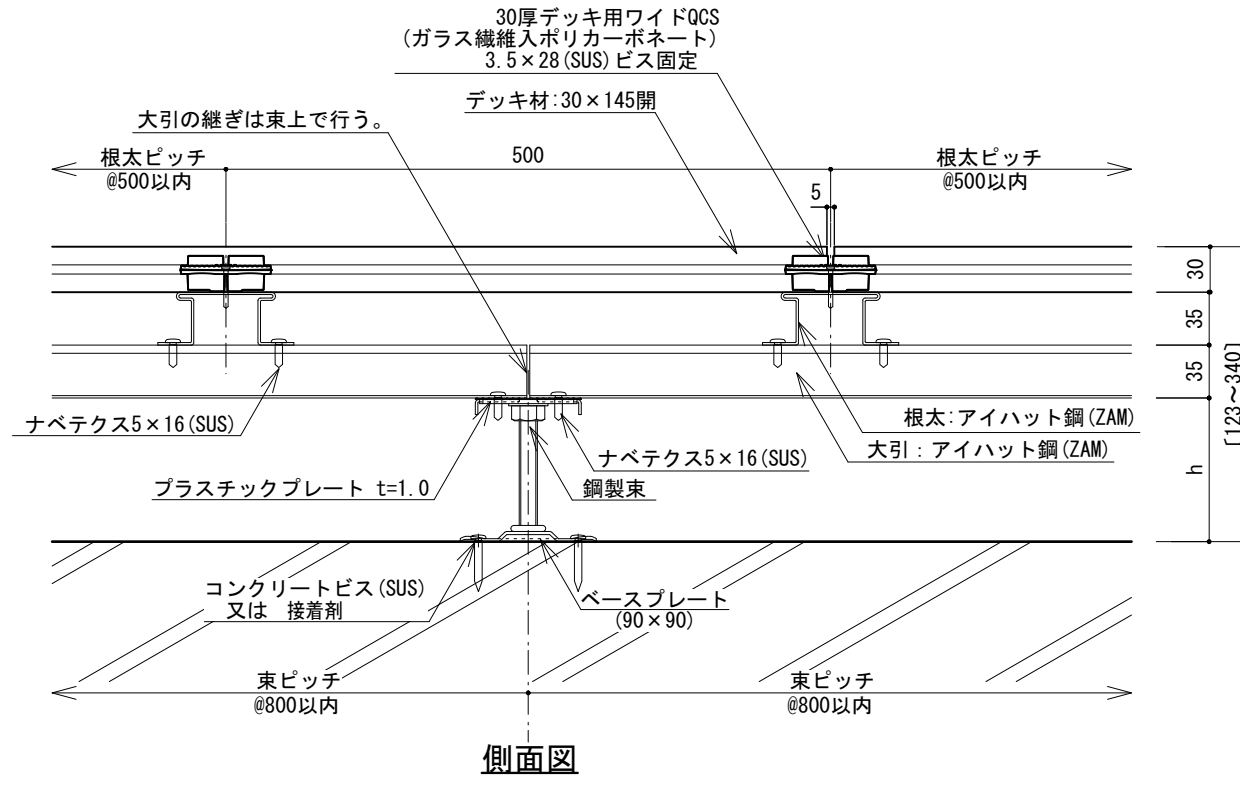 30厚デッキ用ワイドQCS
(ガラス繊維入ポリカーボネート)
3.5×28(SUS)ビス固定
デッキ材:30×145開
大引の継ぎは束上で行う。
根太ピッチ
@500以内
500
根太ピッチ
@500以内
5
30
35
35
h
[123~340]
ナベテクス5×16(SUS)
根太:アイハット鋼(ZAM)
大引:アイハット鋼(ZAM)
ナベテクス5×16(SUS)
プラスチックプレート t=1.0
鋼製束
コンクリートビス(SUS)
又は 接着剤
ベースプレート
(90×90)
束ピッチ
@800以内
束ピッチ
@800以内
側面図